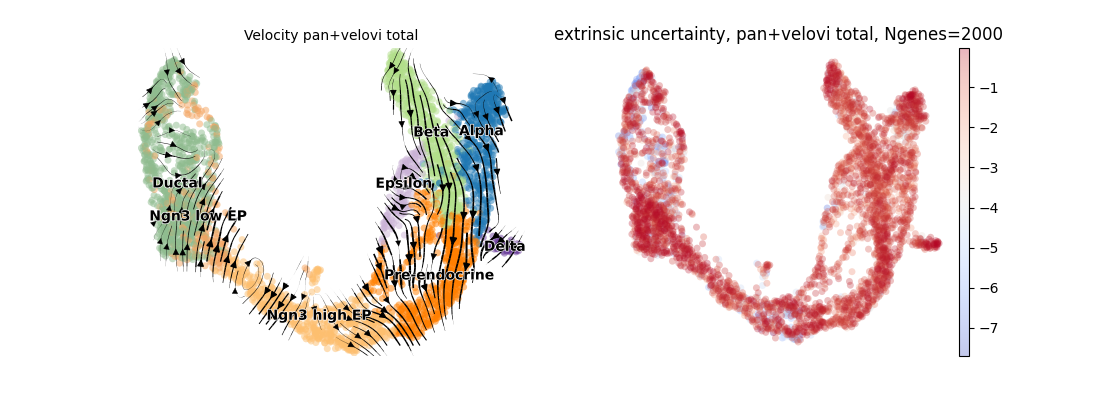 Velocity pan+velovi total
extrinsic uncertainty, pan+velovi total, Ngenes=2000
Beta
Alpha
Ductal
Epsilon
Ngn3 low EP
Delta
Pre-endocrine
Ngn3 high EP
−1
−2
−3
−4
−5
−6
−7